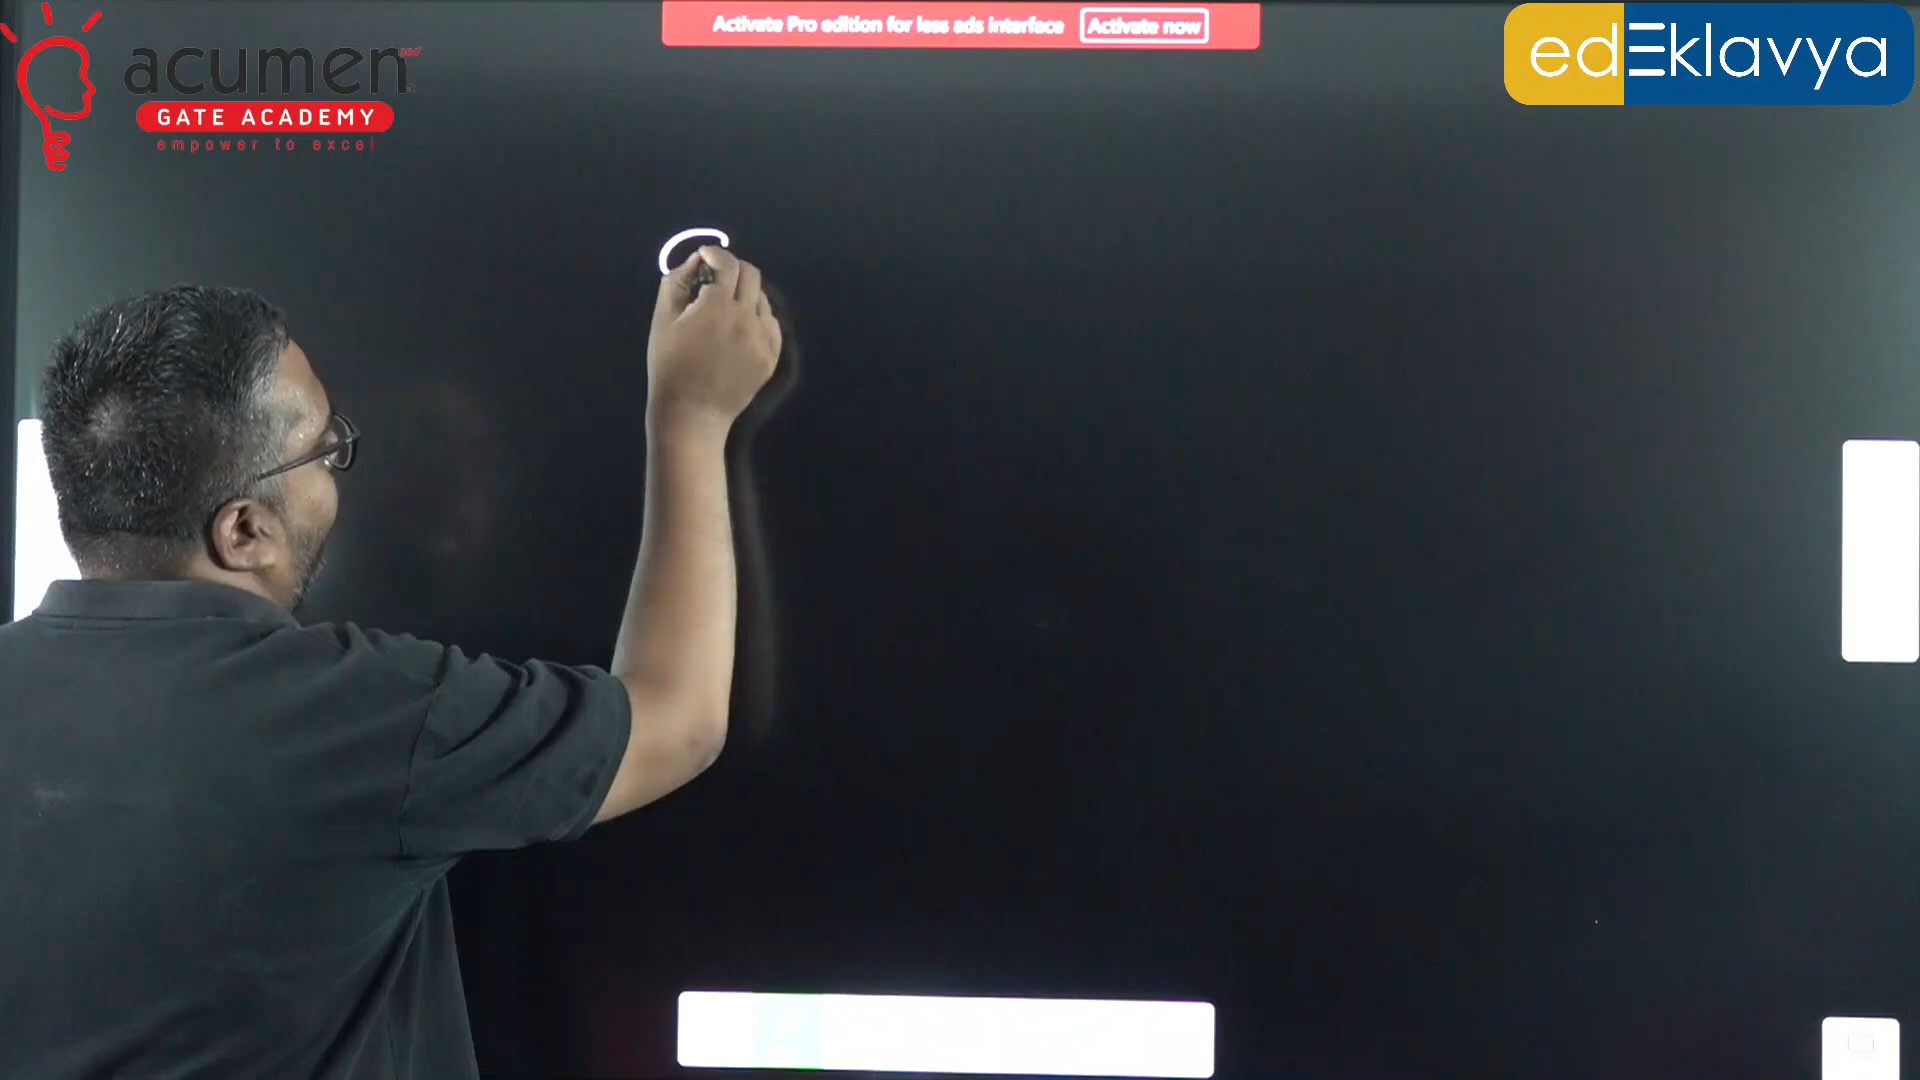 Activate Pro edition for less ads interface Activate now
acumen
GATE ACADEMY
empower to excel
edEklavya